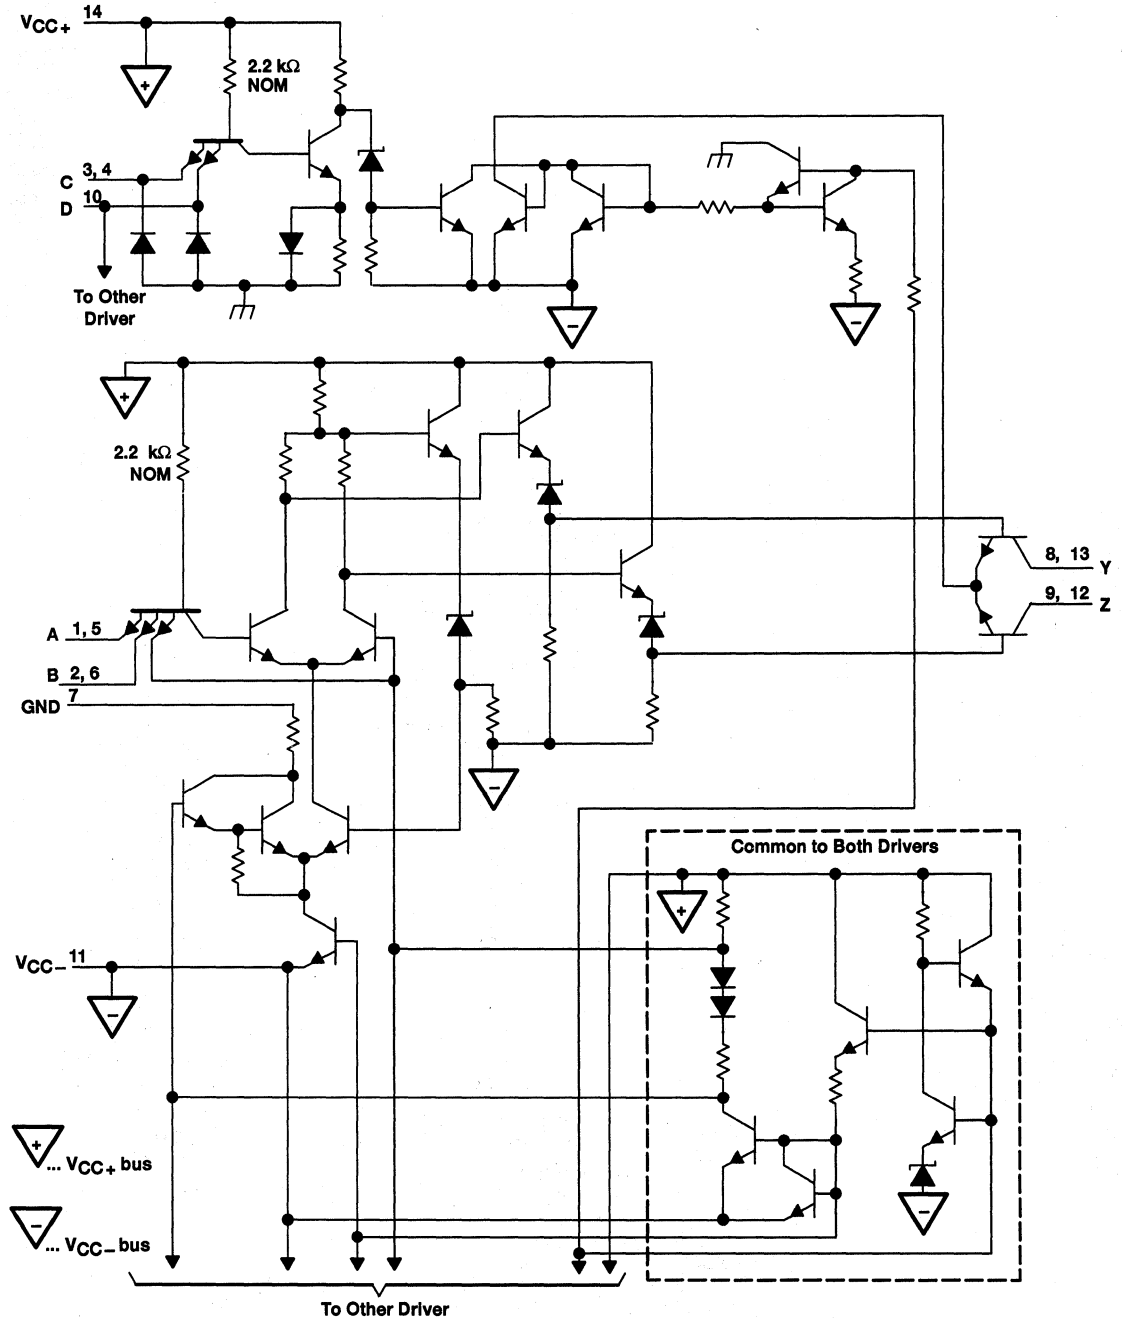 VCC+ 14
2.2 kΩ
NOM
C 3, 4
D 10
To Other
Driver
+
−
−
+
2.2 kΩ
NOM
8, 13 Y
9, 12 Z
A 1, 5
B 2, 6
GND 7
−
Common to Both Drivers
+
VCC− 11
−
+ ... VCC+ bus
−
− ... VCC− bus
To Other Driver